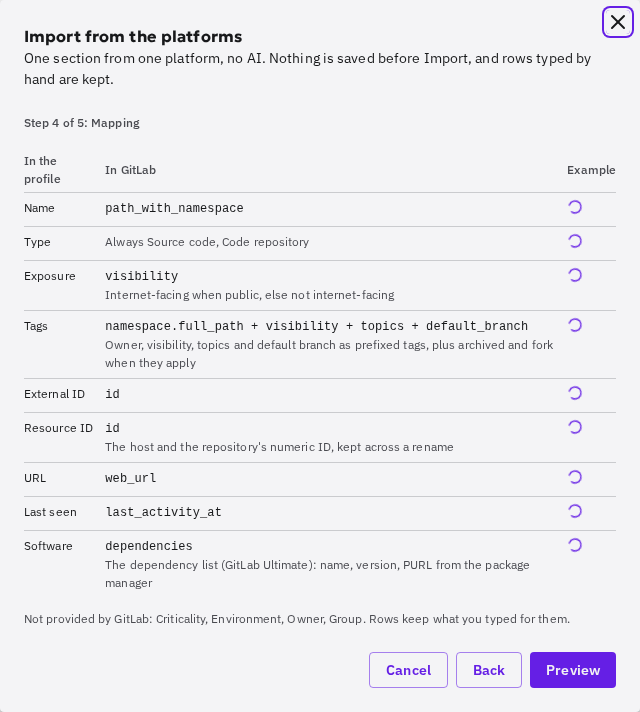 Import from the platforms
One section from one platform, no AI. Nothing is saved before Import, and rows typed by
hand are kept.
Step 4 of 5: Mapping
In the
profile
In GitLab
Example
Name
path_with_namespace
Type
Always Source code, Code repository
Exposure
visibility
Internet-facing when public, else not internet-facing
Tags
namespace.full_path + visibility + topics + default_branch
Owner, visibility, topics and default branch as prefixed tags, plus archived and fork
when they apply
External ID
id
Resource ID
id
The host and the repository's numeric ID, kept across a rename
URL
web_url
Last seen
last_activity_at
Software
dependencies
The dependency list (GitLab Ultimate): name, version, PURL from the package
manager
Not provided by GitLab: Criticality, Environment, Owner, Group. Rows keep what you typed for them.
Cancel
Back
Preview